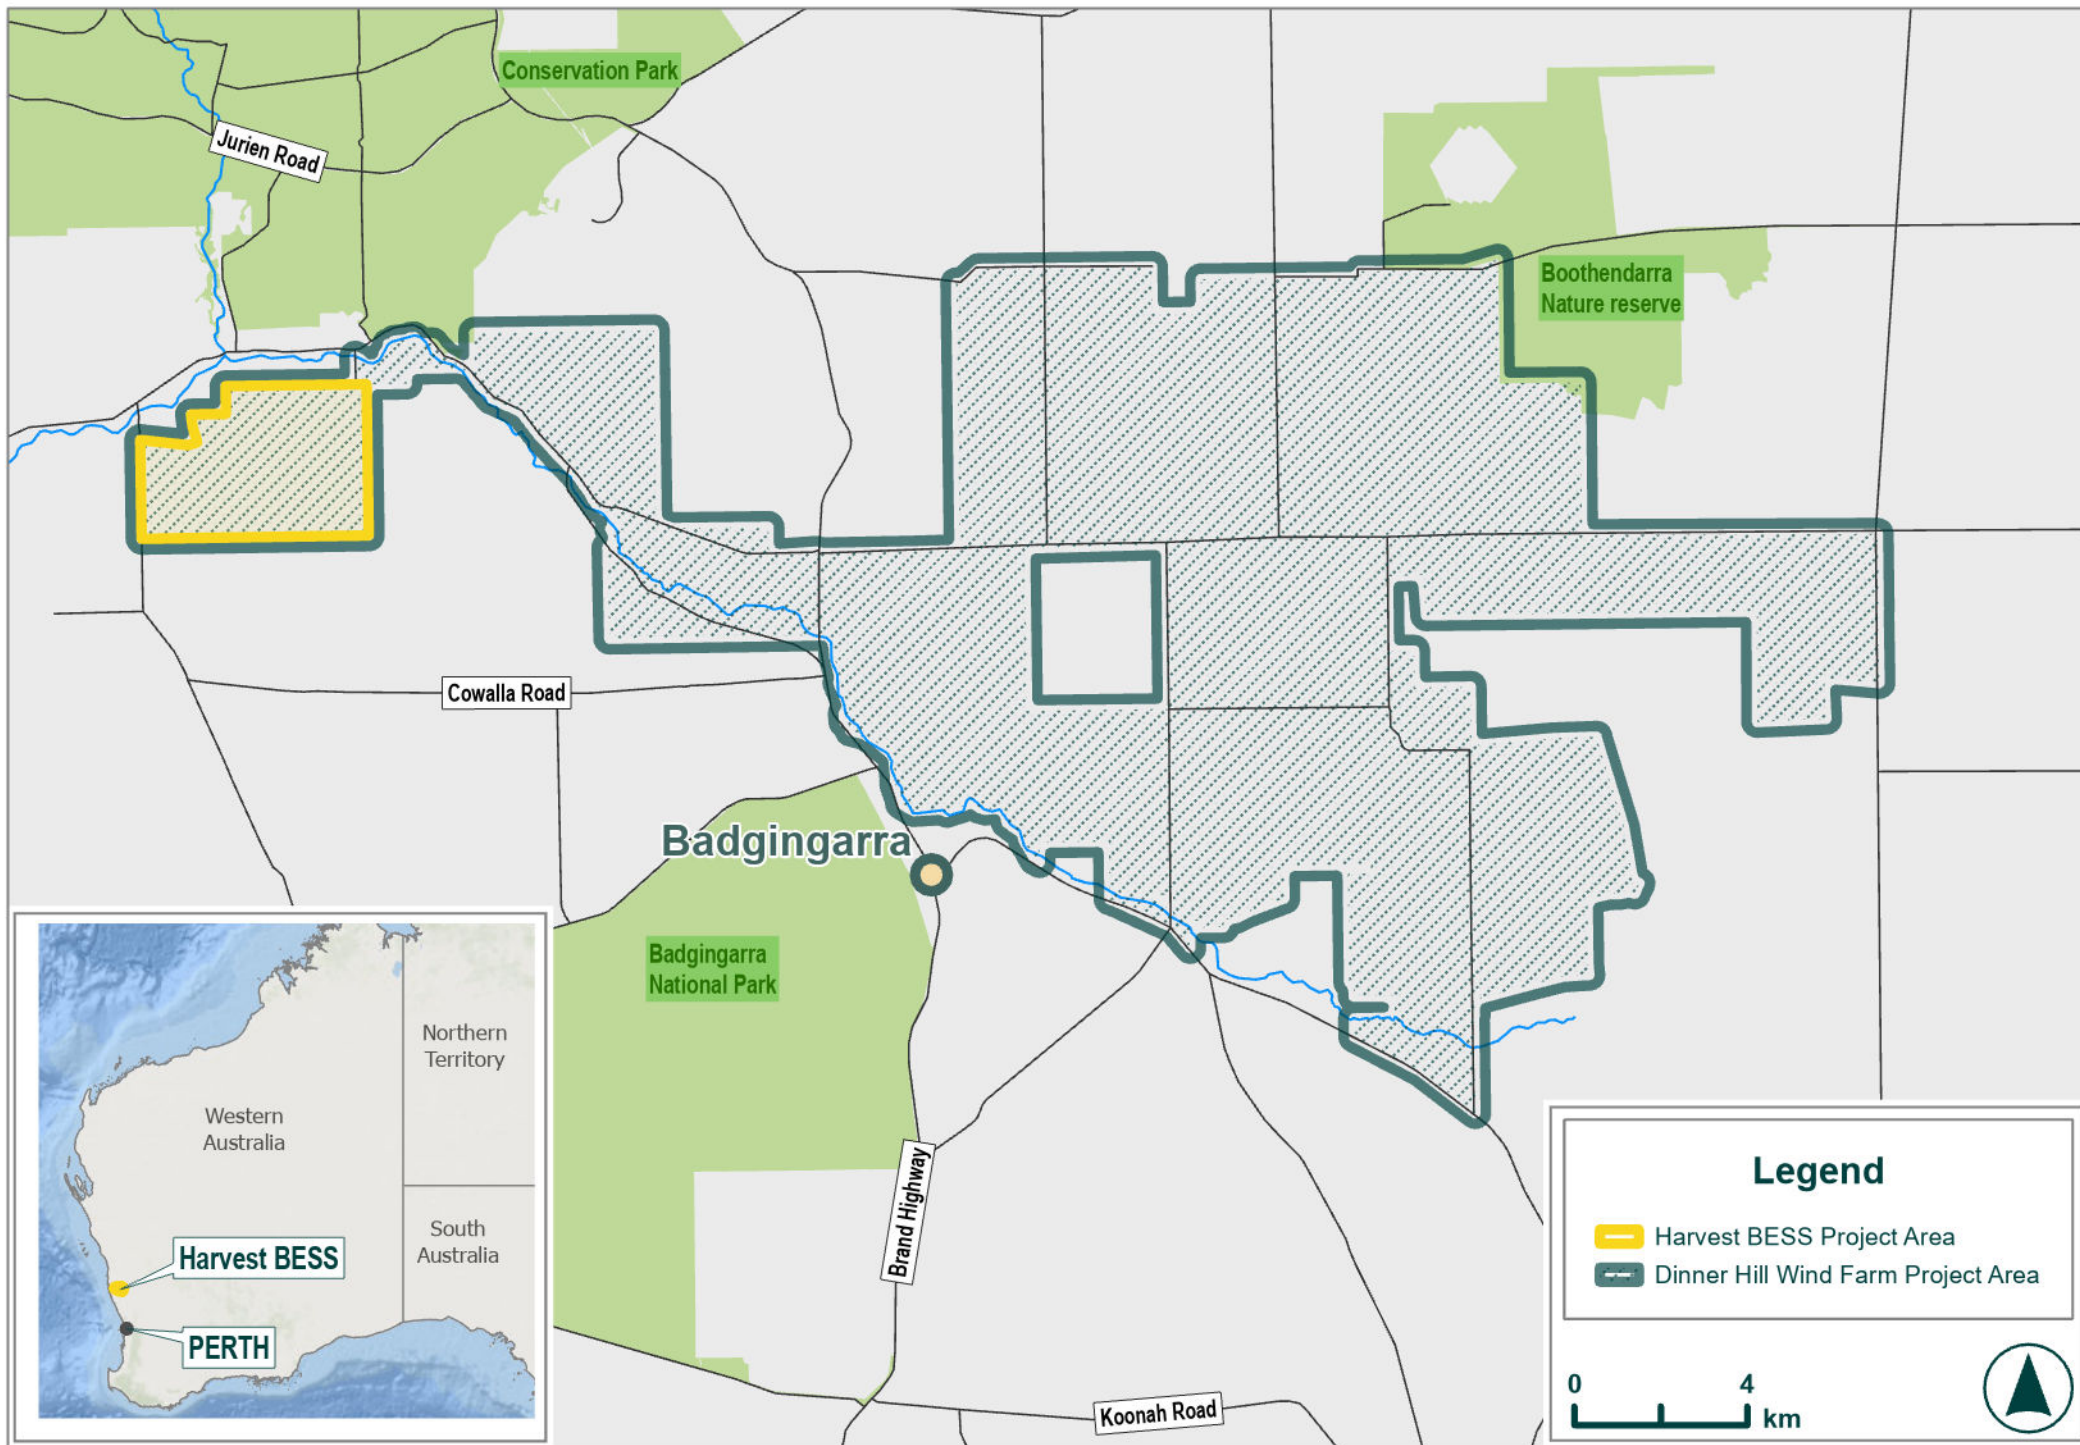 Conservation Park
Jurien Road
Boothendarra
Nature reserve
Cowalla Road
Badgingarra
Badgingarra
National Park
Brand Highway
Koonah Road
Northern
Territory
Western
Australia
South
Australia
Harvest BESS
PERTH
Legend
Harvest BESS Project Area
Dinner Hill Wind Farm Project Area
0 4
km